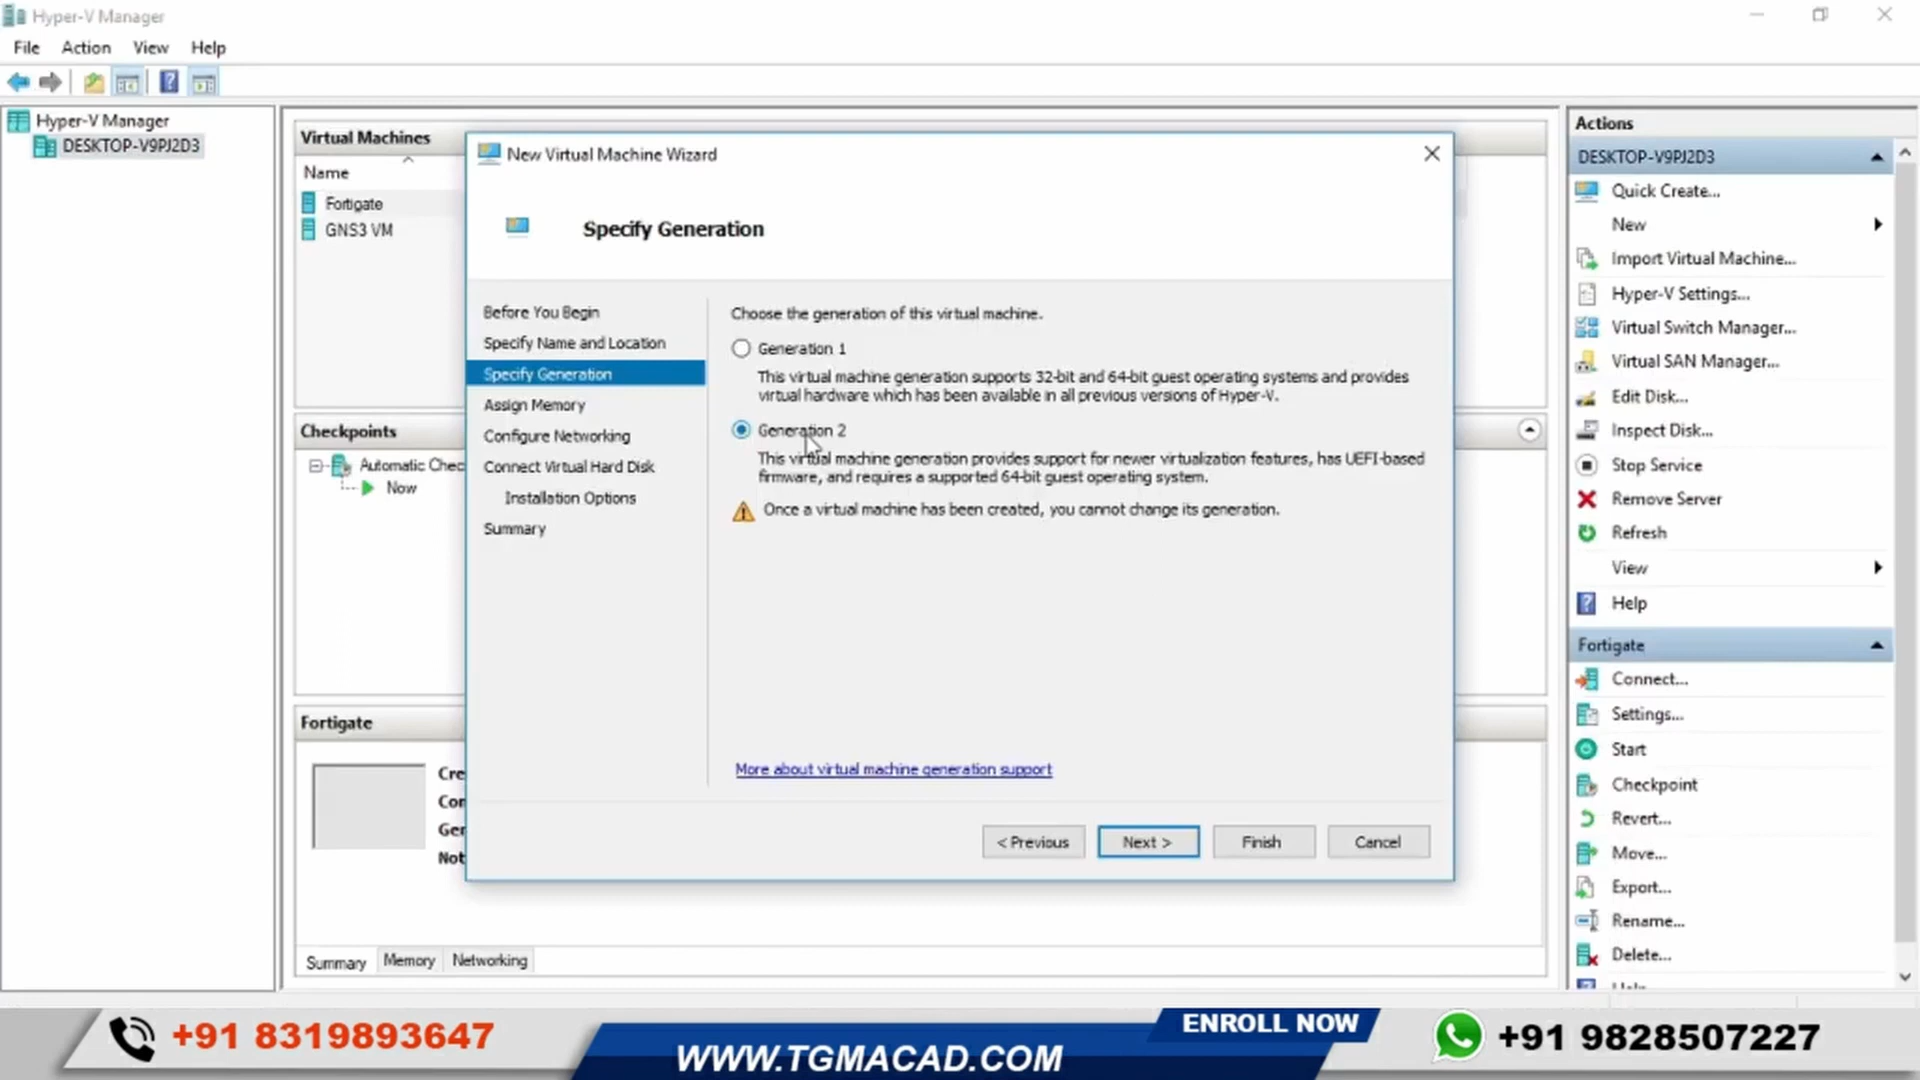 Hyper-V Manager
File Action View Help
Hyper-V Manager
DESKTOP-V9PJ2D3
Virtual Machines
Name
Fortigate
GNS3 VM
Checkpoints
Automatic Chec
Now
Fortigate
Cre
Con
Ger
Not
Summary Memory Networking
New Virtual Machine Wizard
Specify Generation
Before You Begin
Specify Name and Location
Specify Generation
Assign Memory
Configure Networking
Connect Virtual Hard Disk
Installation Options
Summary
Choose the generation of this virtual machine.
Generation 1
This virtual machine generation supports 32-bit and 64-bit guest operating systems and provides
virtual hardware which has been available in all previous versions of Hyper-V.
Generation 2
This virtual machine generation provides support for newer virtualization features, has UEFI-based
firmware, and requires a supported 64-bit guest operating system.
Once a virtual machine has been created, you cannot change its generation.
More about virtual machine generation support
< Previous Next > Finish Cancel
Actions
DESKTOP-V9PJ2D3
Quick Create...
New
Import Virtual Machine...
Hyper-V Settings...
Virtual Switch Manager...
Virtual SAN Manager...
Edit Disk...
Inspect Disk...
Stop Service
Remove Server
Refresh
View
Help
Fortigate
Connect...
Settings...
Start
Checkpoint
Revert...
Move...
Export...
Rename...
Delete...
+91 8319893647
WWW.TGMACAD.COM
ENROLL NOW
+91 9828507227